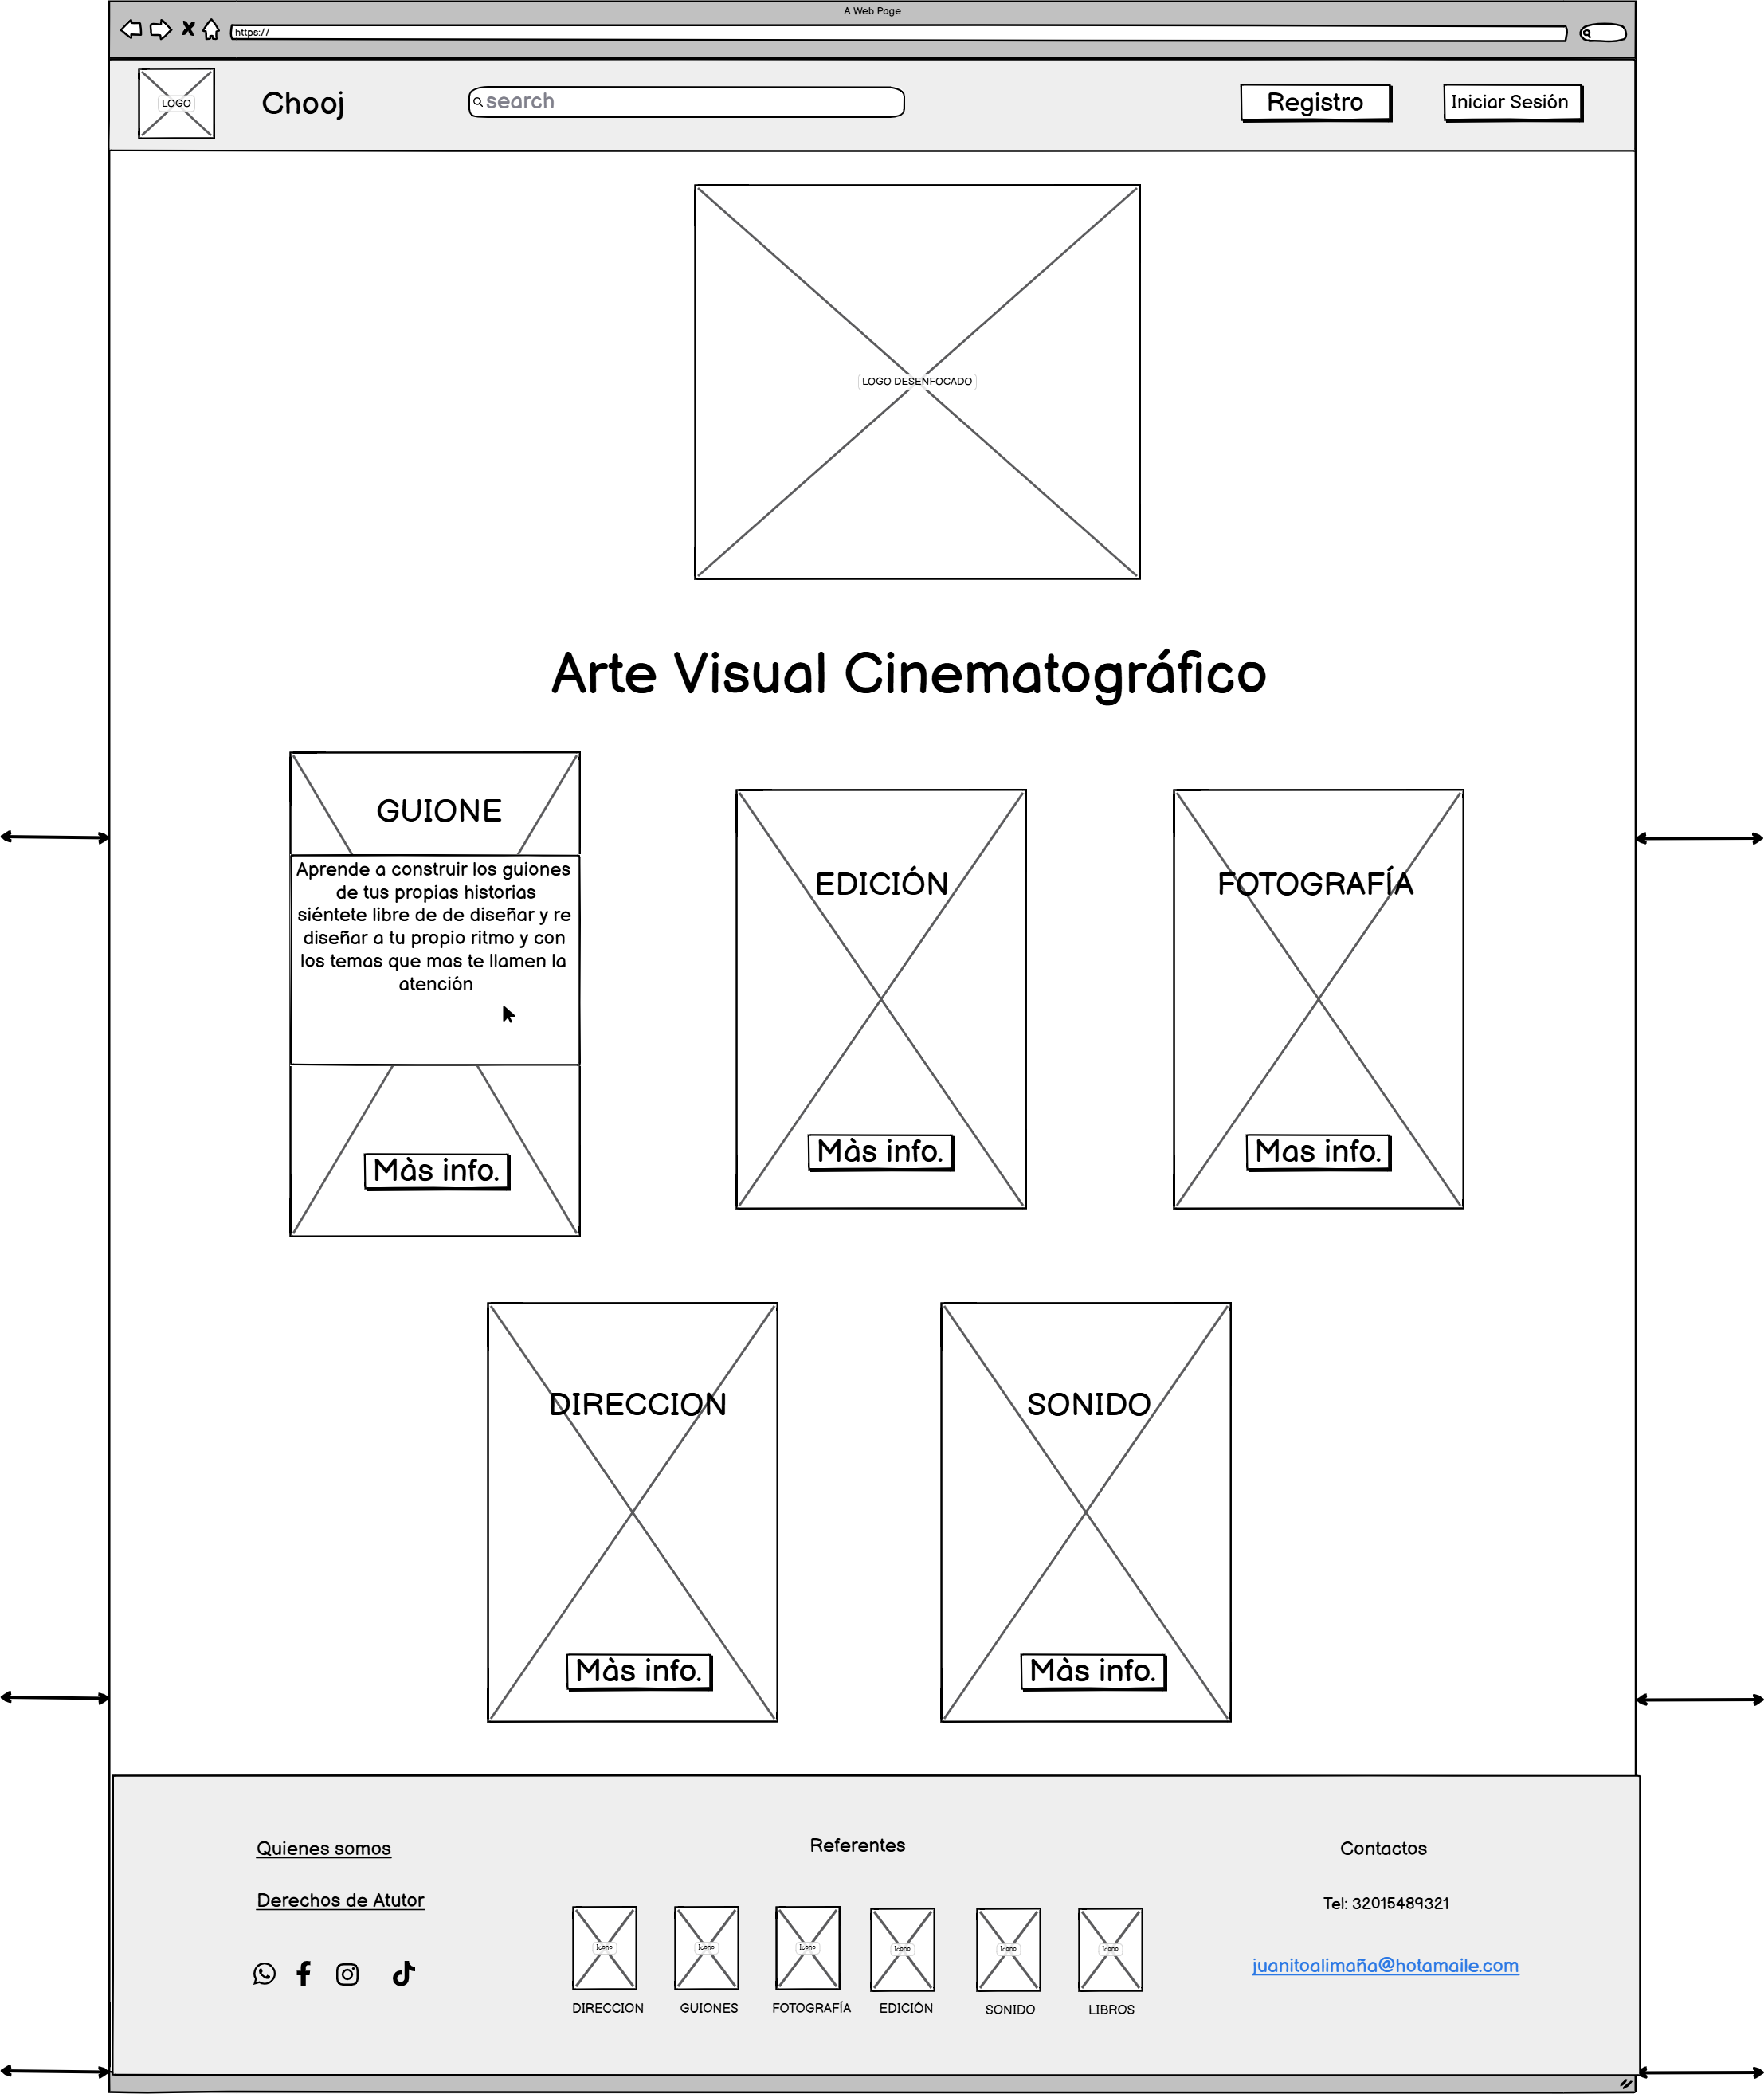 A Web Page
https://
LOGO
Chooj
search
Registro
Iniciar Sesión
LOGO DESENFOCADO
Arte Visual Cinematográfico
GUIONE
Aprende a construir los guiones
de tus propias historias
siéntete libre de de diseñar y re
diseñar a tu propio ritmo y con
los temas que mas te llamen la
atención
Màs info.
EDICIÓN
Màs info.
FOTOGRAFÍA
Mas info.
DIRECCION
Màs info.
SONIDO
Màs info.
Quienes somos
Derechos de Atutor
Referentes
Icono
Icono
Icono
Icono
Icono
Icono
DIRECCION
GUIONES
FOTOGRAFÍA
EDICIÓN
SONIDO
LIBROS
Contactos
Tel: 32015489321
juanitoalimaña@hotamaile.com